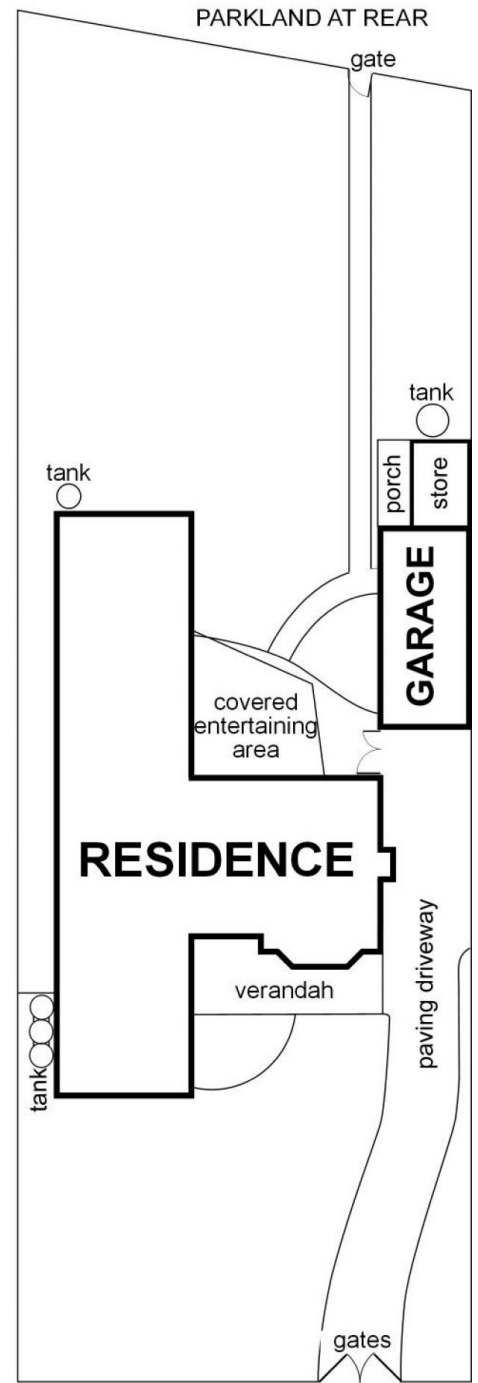 PARKLAND AT REAR
gate
tank
porch
store
tank
GARAGE
covered
entertaining
area
RESIDENCE
paving driveway
verandah
tank
gates